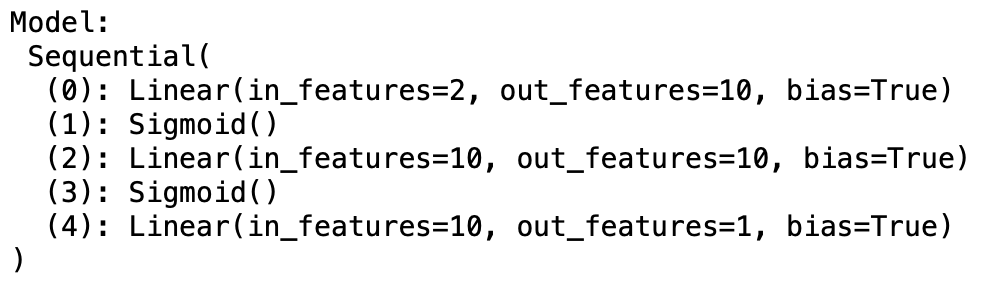 Model:
 Sequential(
  (0): Linear(in_features=2, out_features=10, bias=True)
  (1): Sigmoid()
  (2): Linear(in_features=10, out_features=10, bias=True)
  (3): Sigmoid()
  (4): Linear(in_features=10, out_features=1, bias=True)
)